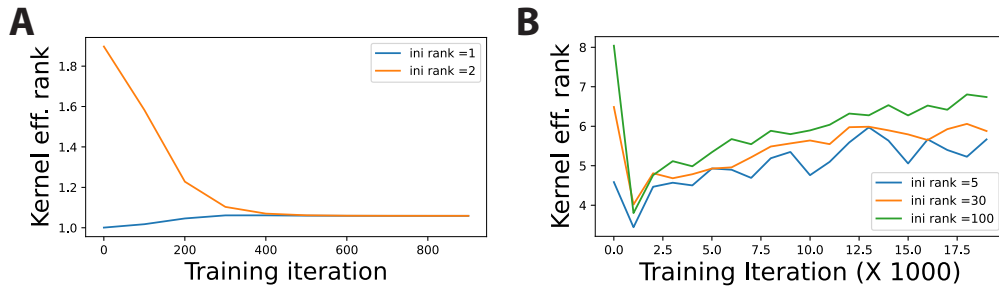 A
Kernel eff. rank
1.8
1.6
1.4
1.2
1.0
0
200
400
600
800
Training iteration
ini rank =1
ini rank =2
B
Kernel eff. rank
8
7
6
5
4
0.0
2.5
5.0
7.5
10.0
12.5
15.0
17.5
Training Iteration (X 1000)
ini rank =5
ini rank =30
ini rank =100